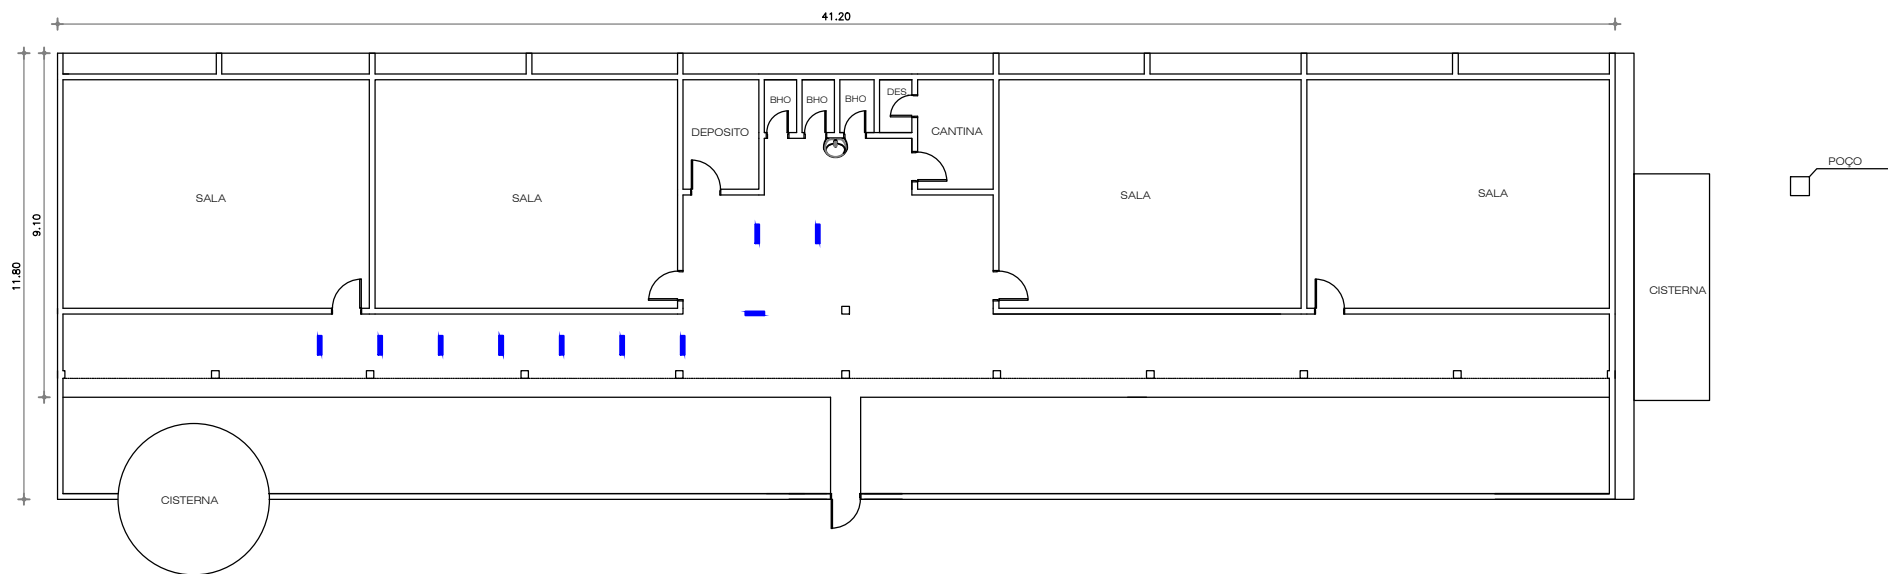 41.20
BHO
BHO
BHO
DES
DEPOSITO
CANTINA
POÇO
SALA
SALA
SALA
SALA
9.10
11.80
CISTERNA
CISTERNA